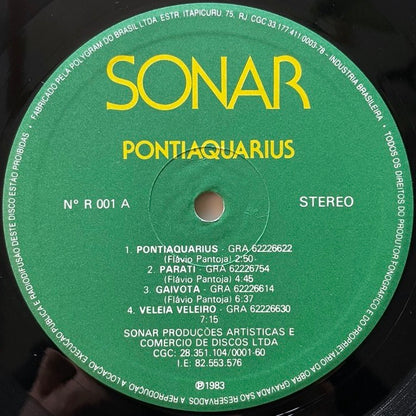 FABRICADO PELA POLYGRAM DO BRASIL LTDA. ESTR. ITAPICURU, 75, RJ CGC 33.177.411/0003-78 - INDÚSTRIA BRASILEIRA -
TODOS OS DIREITOS DO PRODUTOR FONOGRÁFICO E DO PROPRIETÁRIO DA OBRA GRAVADA SÃO RESERVADOS. A REPRODUÇÃO, A LOCAÇÃO, EXECUÇÃO PÚBLICA E RADIODIFUSÃO DESTE DISCO ESTÃO PROIBIDAS
SONAR
PONTIAQUARIUS
Nº R 001 A
STEREO
1. PONTIAQUARIUS - GRA 62226622
(Flávio Pantoja) 2:50
2. PARATI - GRA 62226754
(Flávio Pantoja) 4:45
3. GAIVOTA - GRA 62226614
(Flávio Pantoja) 6:37
4. VELEIA VELEIRO - GRA 62226630
7:15
SONAR PRODUÇÕES ARTÍSTICAS E
COMERCIO DE DISCOS LTDA
CGC: 28.351.104/0001-60
I.E: 82.553.576
℗1983